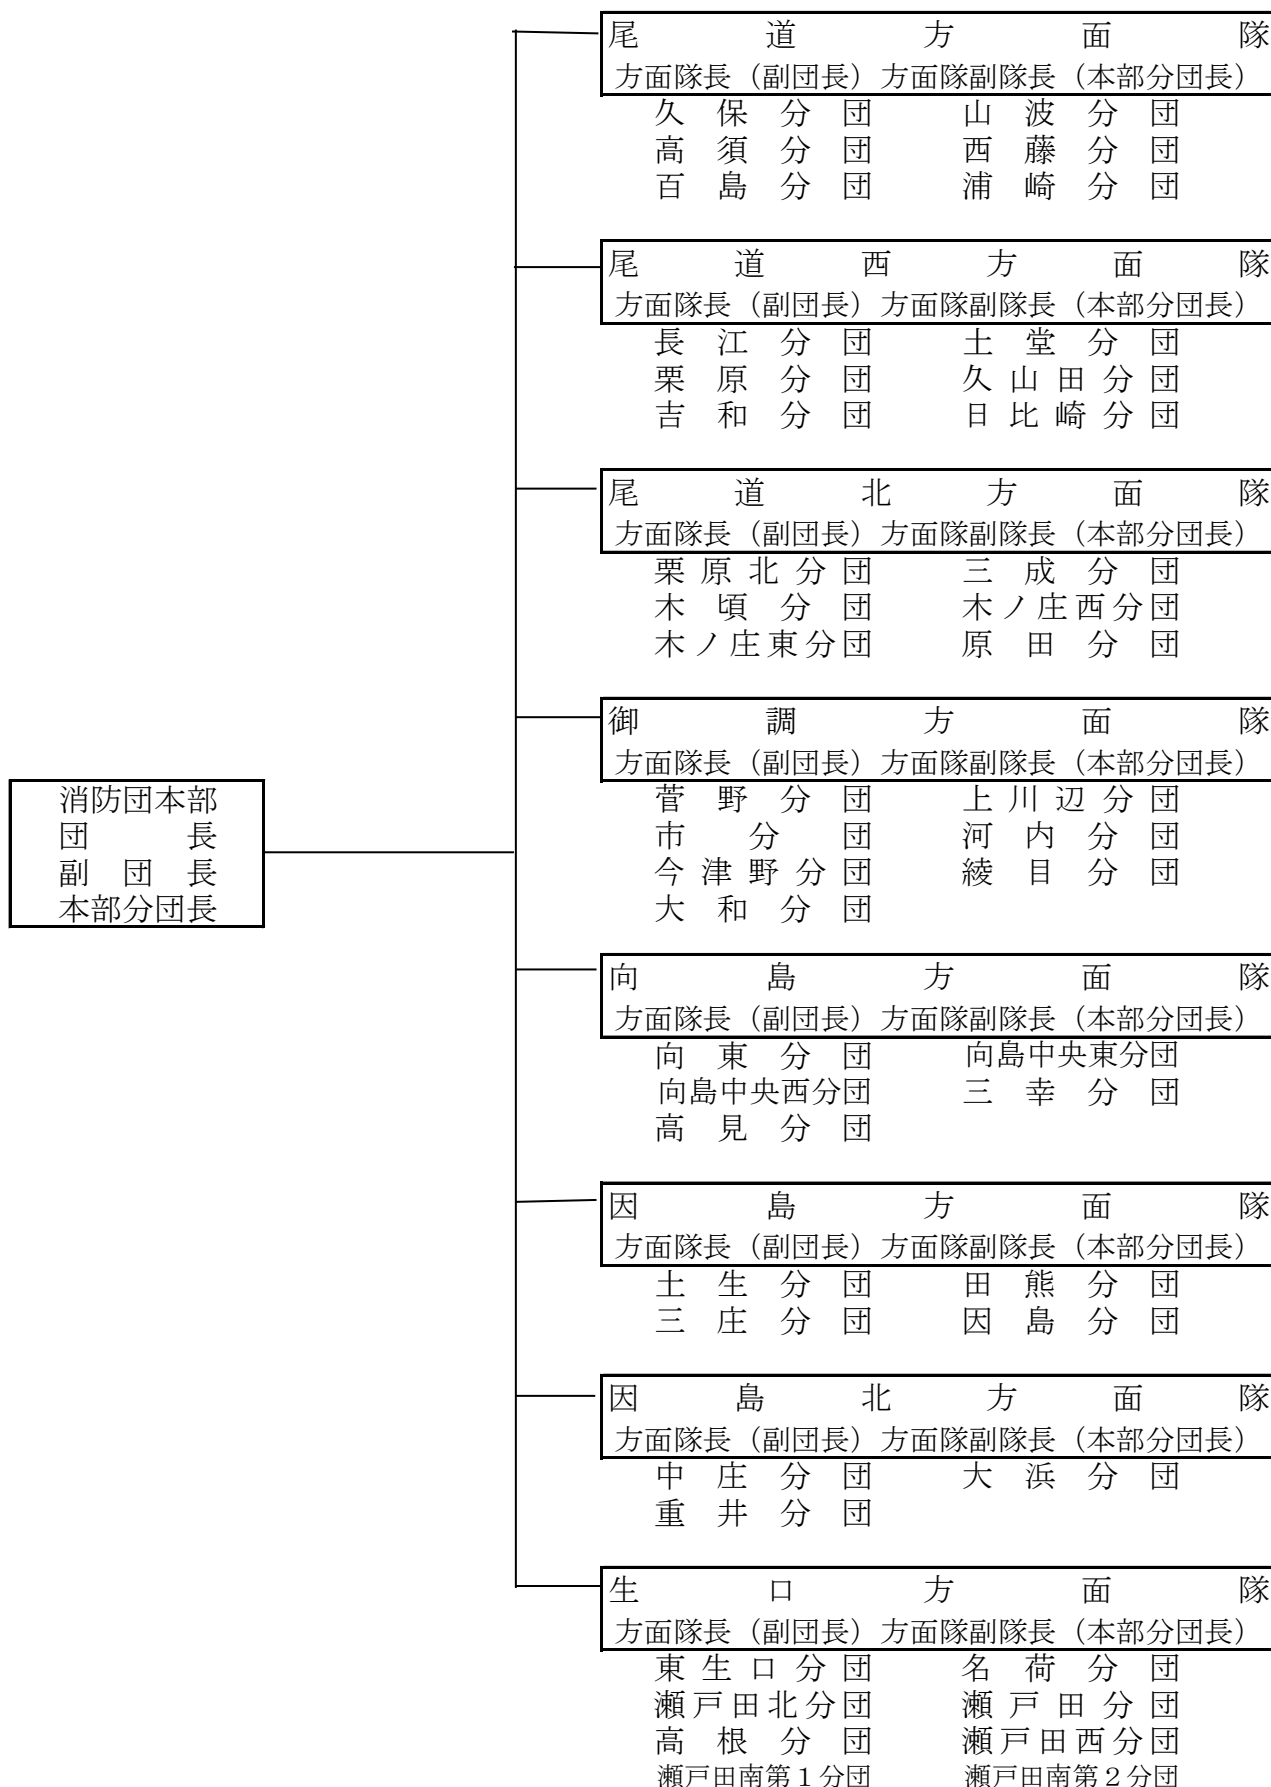 尾道方面隊
方面隊長（副団長）方面隊副隊長（本部分団長）
久保分団　山波分団
高須分団　西藤分団
百島分団　浦崎分団
尾道西方面隊
方面隊長（副団長）方面隊副隊長（本部分団長）
長江分団　土堂分団
栗原分団　久山田分団
吉和分団　日比崎分団
尾道北方面隊
方面隊長（副団長）方面隊副隊長（本部分団長）
栗原北分団　三成分団
木頃分団　木ノ庄西分団
木ノ庄東分団　原田分団
御調方面隊
方面隊長（副団長）方面隊副隊長（本部分団長）
菅野分団　上川辺分団
市分団　河内分団
今津野分団　綾目分団
大和分団
消防団本部
団長
副団長
本部分団長
向島方面隊
方面隊長（副団長）方面隊副隊長（本部分団長）
向東分団　向島中央東分団
向島中央西分団　三幸分団
高見分団
因島方面隊
方面隊長（副団長）方面隊副隊長（本部分団長）
土生分団　田熊分団
三庄分団　因島分団
因島北方面隊
方面隊長（副団長）方面隊副隊長（本部分団長）
中庄分団　大浜分団
重井分団
生口方面隊
方面隊長（副団長）方面隊副隊長（本部分団長）
東生口分団　名荷分団
瀬戸田北分団　瀬戸田分団
高根分団　瀬戸田西分団
瀬戸田南第１分団　瀬戸田南第２分団